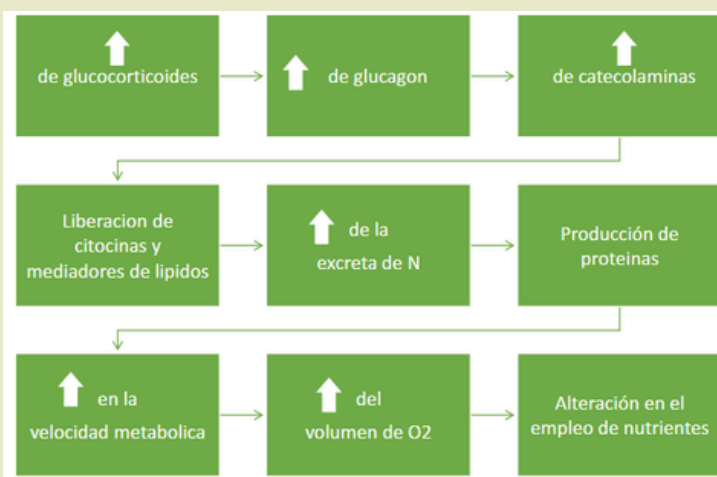 de glucocorticoides
de glucagon
de catecolaminas
Liberacion de
citocinas y
mediadores de lipidos
de la
excreta de N
Producción de
proteinas
en la
velocidad metabolica
del
volumen de O2
Alteración en el
empleo de nutrientes